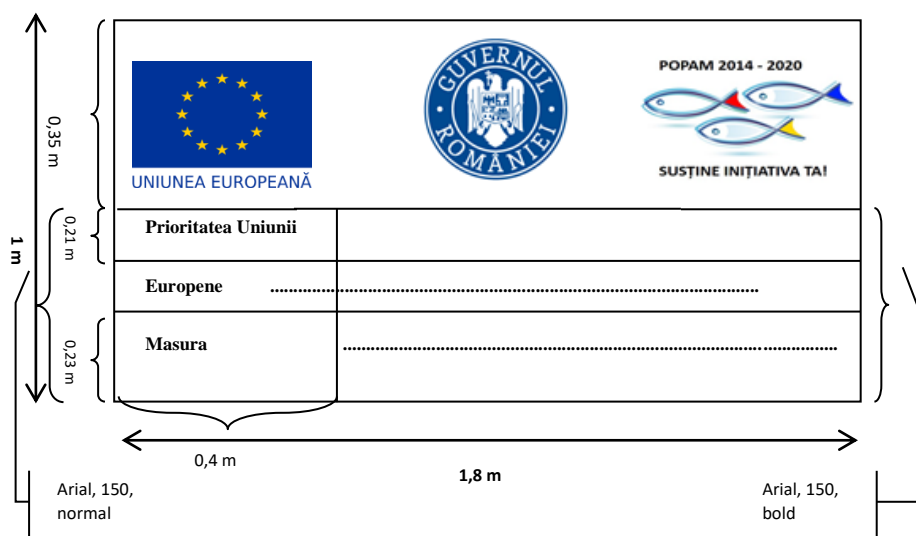 POPAM 2014 - 2020
GUVERNUL ROMÂNIEI
UNIUNEA EUROPEANĂ
SUSȚINE INIȚIATIVA TA!
0,35 m
1 m
0,21 m
0,23 m
Prioritatea Uniunii
Europene ..........................................................................................................
Masura ...........................................................................................................
0,4 m
1,8 m
Arial, 150,
normal
Arial, 150,
bold